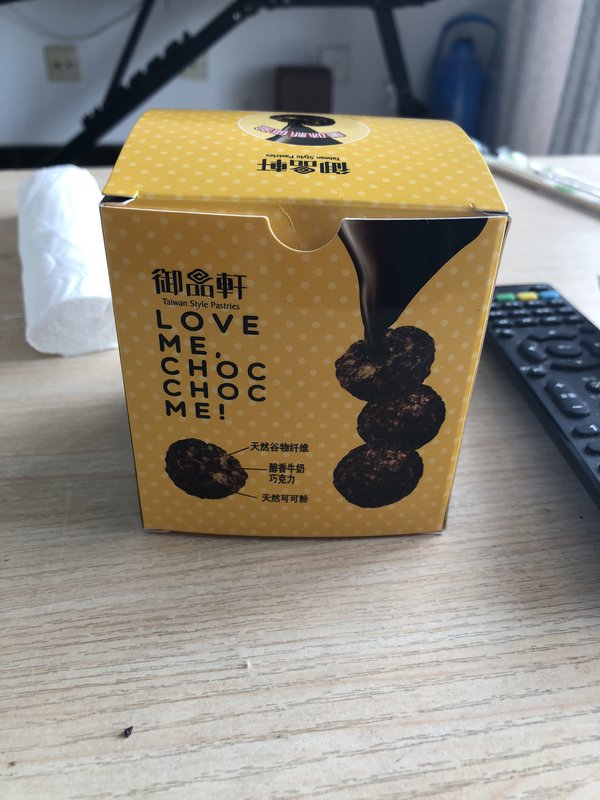 御品軒
Taiwan Style Pastries
御品軒
Taiwan Style Pastries
LOVE
ME,
CHOC
CHOC
ME!
天然谷物纤维
醇香牛奶
巧克力
天然可可粉